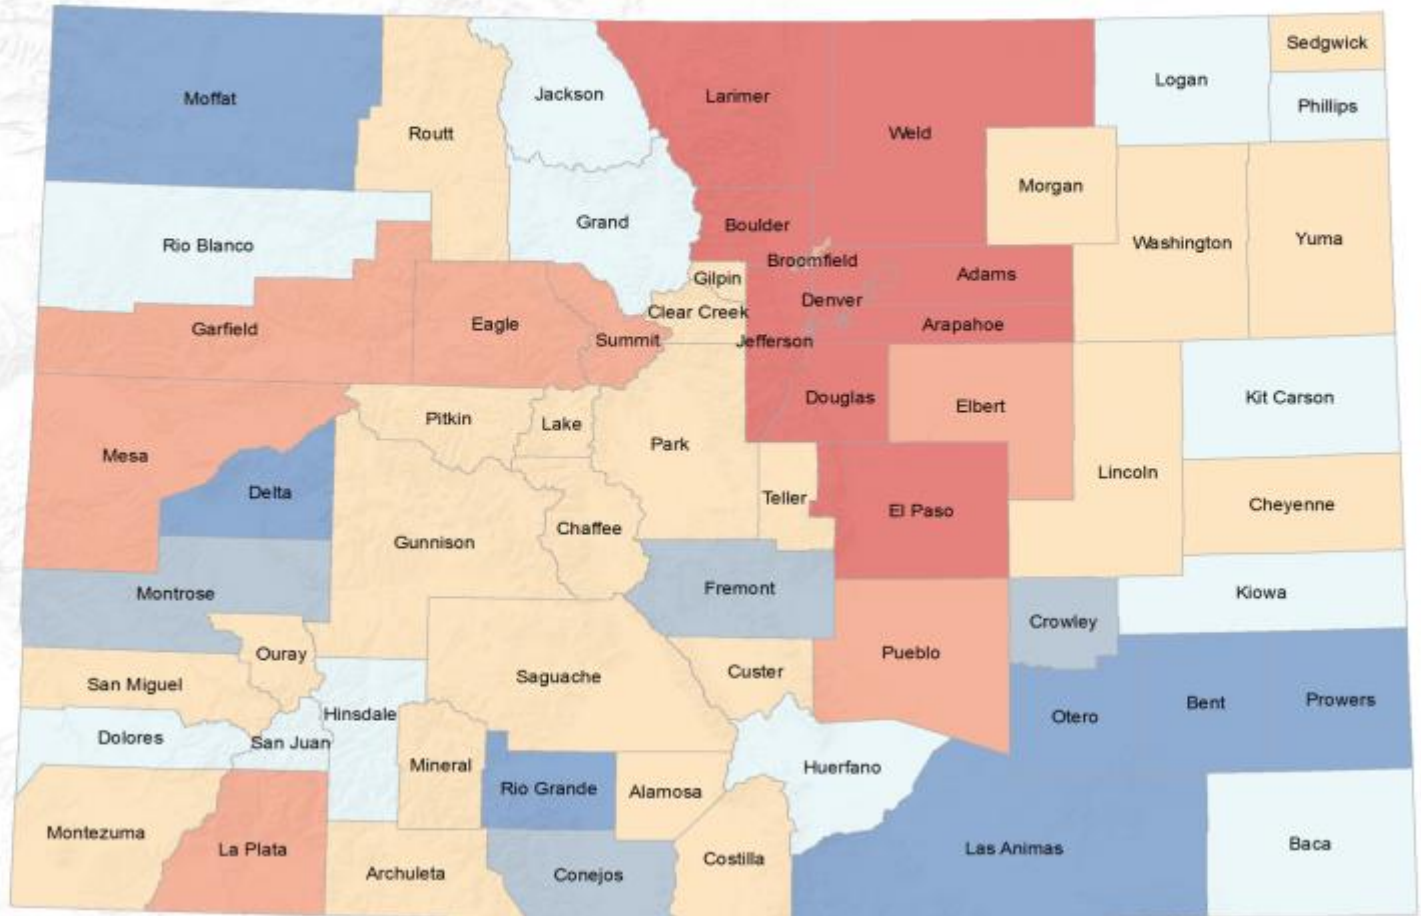 Sedgwick
Logan
Moffat
Jackson
Larimer
Phillips
Routt
Weld
Morgan
Grand
Boulder
Rio Blanco
Washington
Yuma
Broomfield
Gilpin
Adams
Denver
Clear Creek
Eagle
Arapahoe
Garfield
Summit
Jefferson
Douglas
Kit Carson
Elbert
Pitkin
Lake
Park
Mesa
Lincoln
Delta
Teller
Cheyenne
El Paso
Chaffee
Gunnison
Fremont
Montrose
Kiowa
Crowley
Ouray
Pueblo
Custer
Saguache
San Miguel
Prowers
Bent
Hinsdale
Otero
Dolores
San Juan
Mineral
Huerfano
Rio Grande
Alamosa
Montezuma
Baca
La Plata
Las Animas
Costilla
Archuleta
Conejos